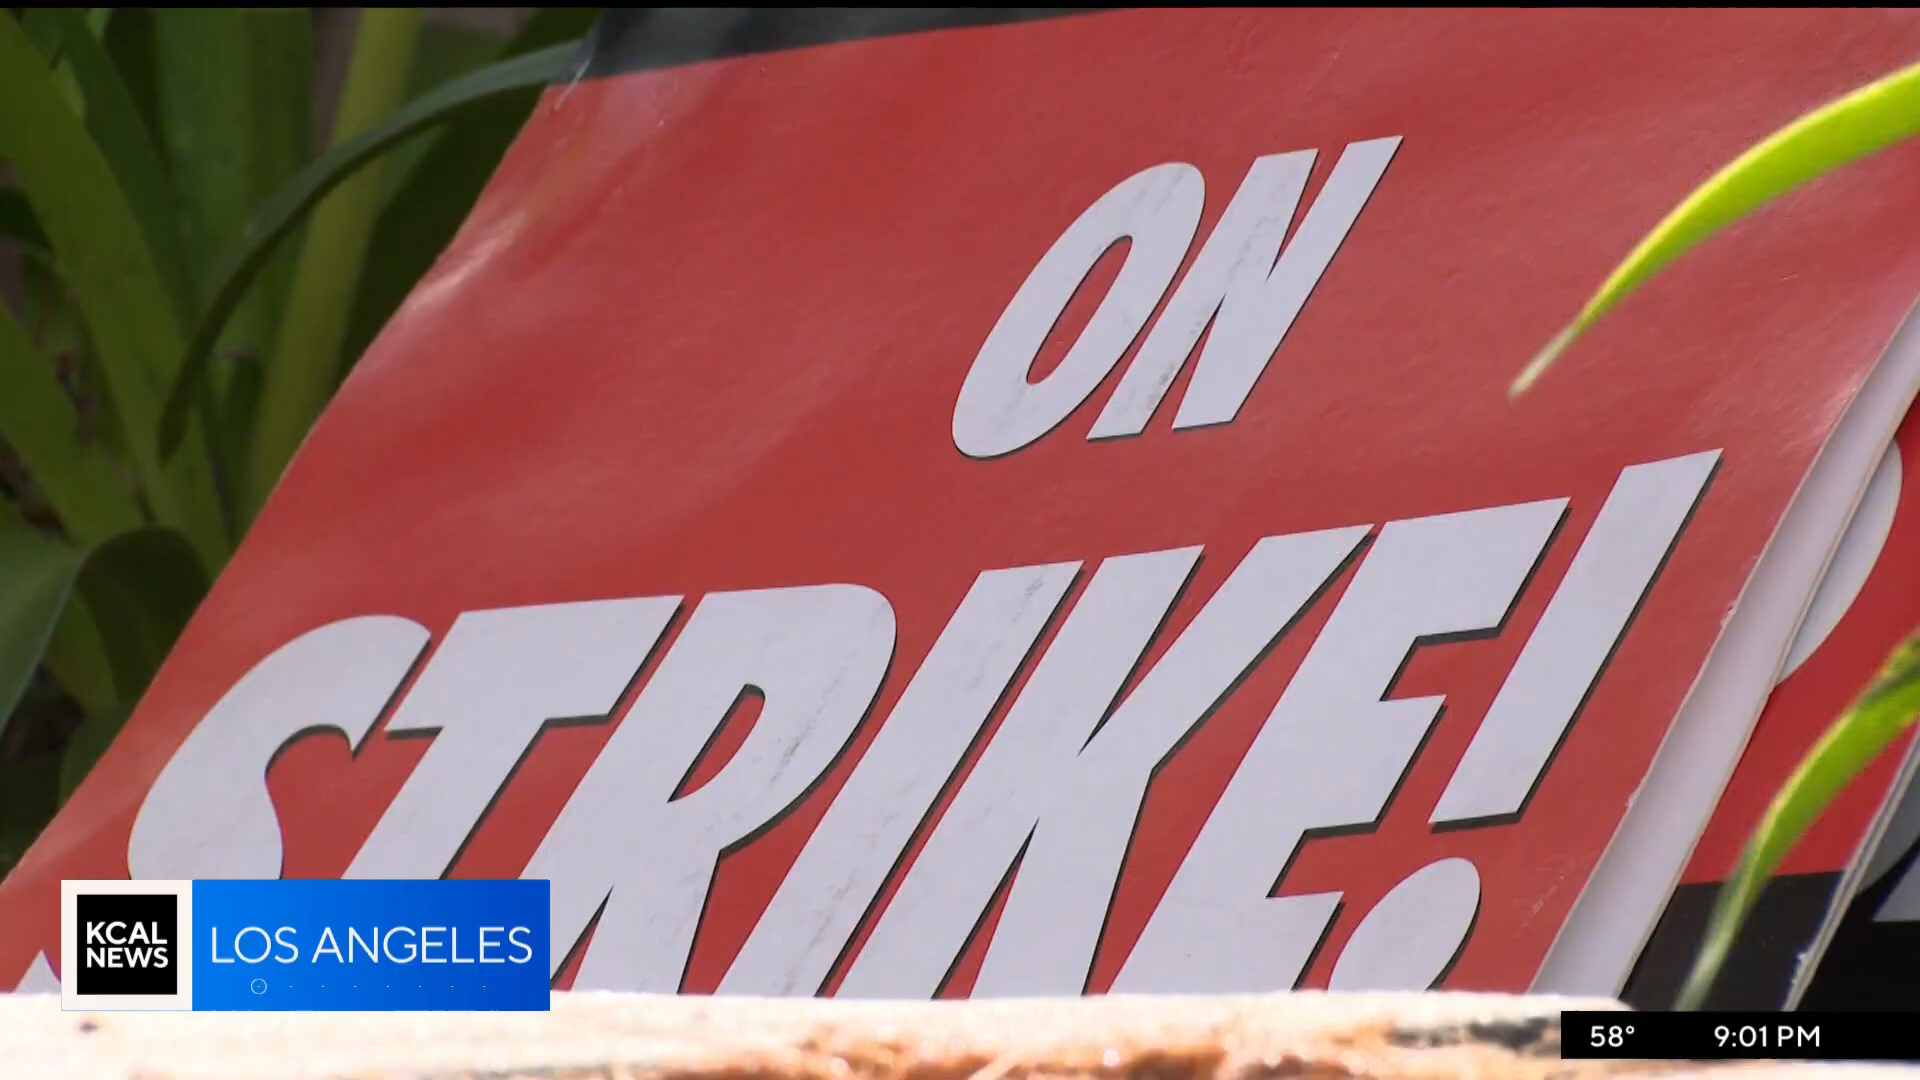 ON
STRIKE!
KCAL
NEWS
LOS ANGELES
58° 9:01 PM